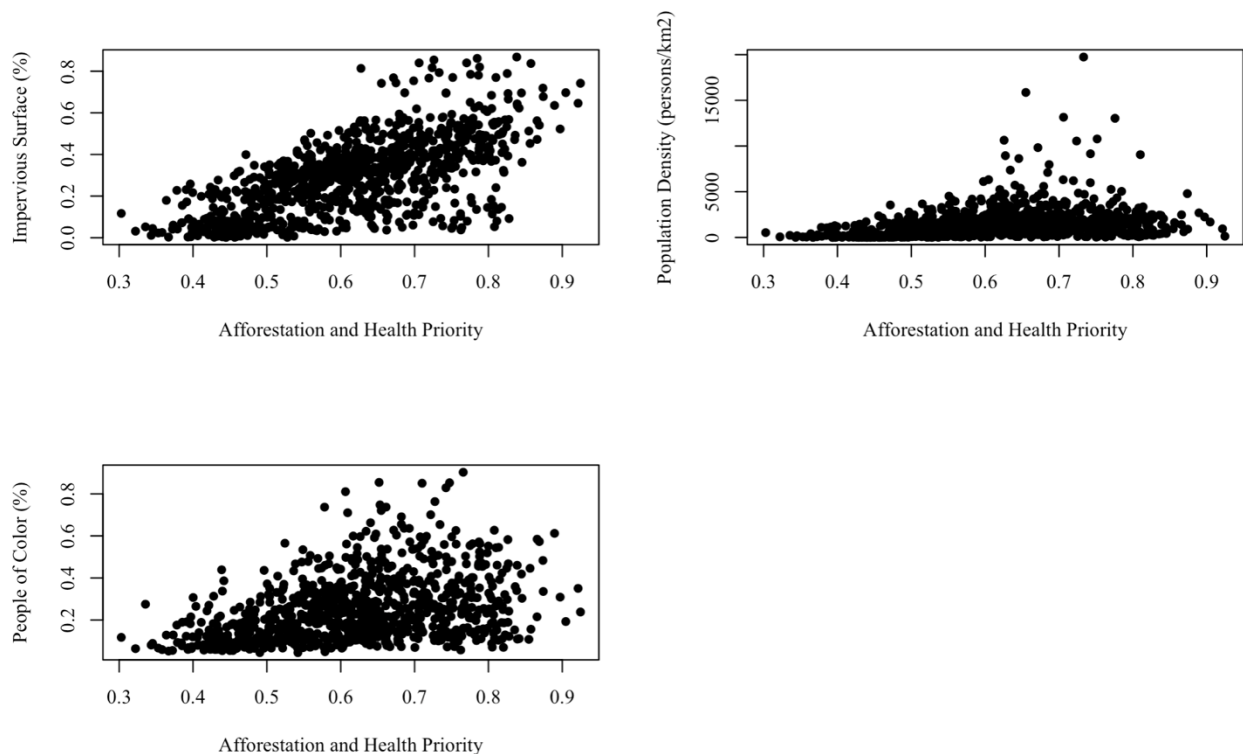 Impervious Surface (%)
0.0 0.2 0.4 0.6 0.8
0.3 0.4 0.5 0.6 0.7 0.8 0.9
Afforestation and Health Priority
Population Density (persons/km2)
0 5000 15000
0.3 0.4 0.5 0.6 0.7 0.8 0.9
Afforestation and Health Priority
People of Color (%)
0.2 0.4 0.6 0.8
0.3 0.4 0.5 0.6 0.7 0.8 0.9
Afforestation and Health Priority